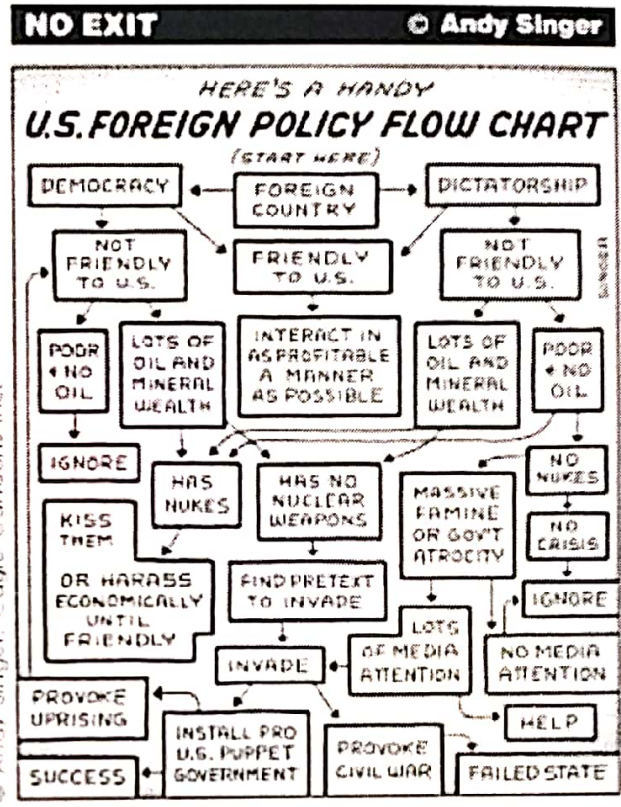 NO EXIT © Andy Singer
HERE'S A HANDY
U.S. FOREIGN POLICY FLOW CHART
(START HERE)
DEMOCRACY
FOREIGN
COUNTRY
DICTATORSHIP
NOT
FRIENDLY
TO U.S.
FRIENDLY
TO U.S.
NOT
FRIENDLY
TO U.S.
SINGER
POOR
+ NO
OIL
LOTS OF
OIL AND
MINERAL
WEALTH
INTERACT IN
AS PROFITABLE
A MANNER
AS POSSIBLE
LOTS OF
OIL AND
MINERAL
WEALTH
POOR
+ NO
OIL
IGNORE
HAS
NUKES
HAS NO
NUCLEAR
WEAPONS
MASSIVE
FAMINE
OR GOV'T
ATROCITY
NO
NUKES
NO
CRISIS
IGNORE
KISS
THEM
OR HARASS
ECONOMICALLY
UNTIL
FRIENDLY
FIND PRETEXT
TO INVADE
INVADE
LOTS
OF MEDIA
ATTENTION
NO MEDIA
ATTENTION
HELP
PROVOKE
UPRISING
INSTALL PRO
U.S. PUPPET
GOVERNMENT
PROVOKE
CIVIL WAR
FAILED STATE
SUCCESS